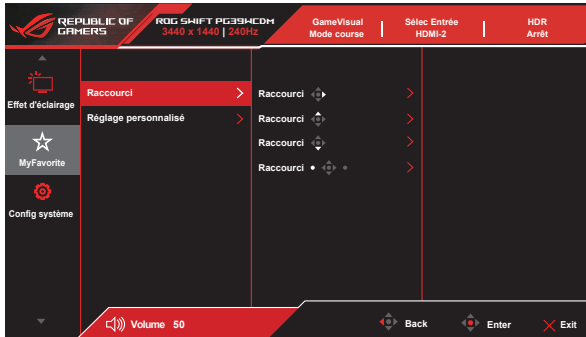 REPUBLIC OF
GAMERS
ROG SWIFT PG39WCDM
3440 x 1440 | 240Hz
GameVisual
Mode course
Sélec Entrée
HDMI-2
HDR
Arrêt
Effet d'éclairage
MyFavorite
Config système
Raccourci
Réglage personnalisé
Raccourci
Raccourci
Raccourci
Raccourci
Volume 50
Back
Enter
Exit